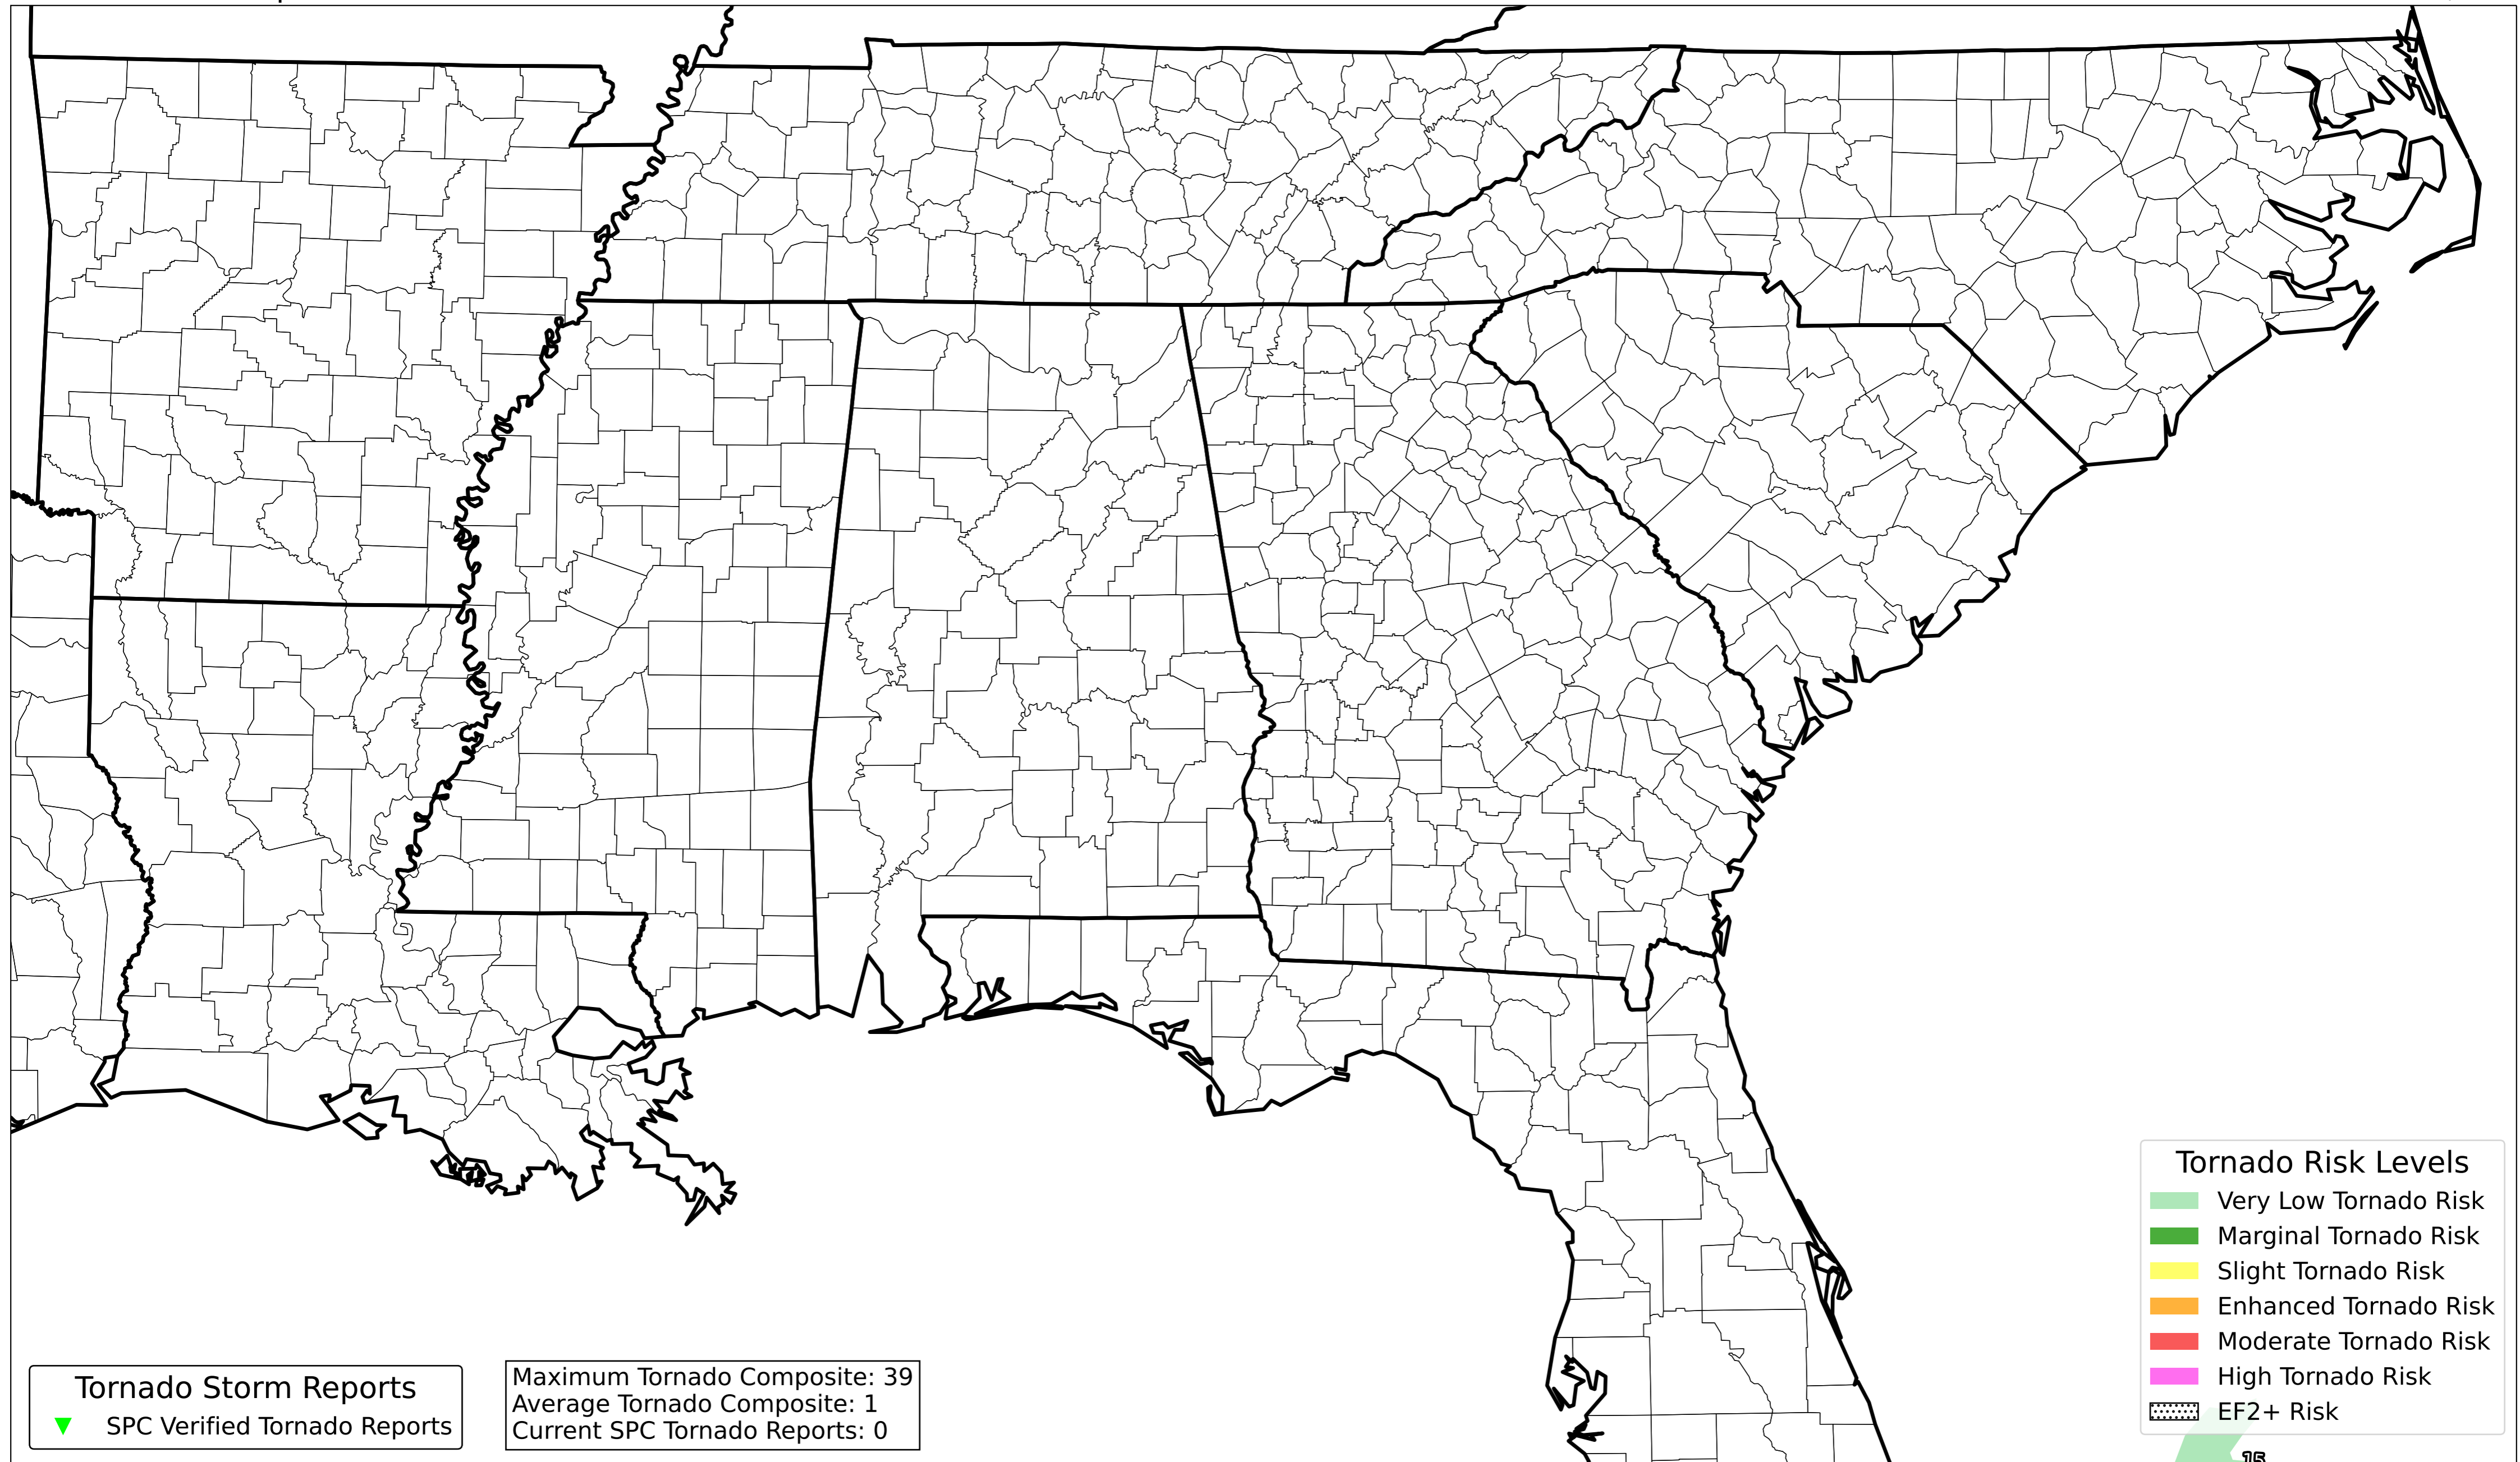 Tornado Risk Levels
Very Low Tornado Risk
Marginal Tornado Risk
Slight Tornado Risk
Enhanced Tornado Risk
Moderate Tornado Risk
High Tornado Risk
EF2+ Risk
15
Tornado Storm Reports
SPC Verified Tornado Reports
Maximum Tornado Composite: 39
Average Tornado Composite: 1
Current SPC Tornado Reports: 0